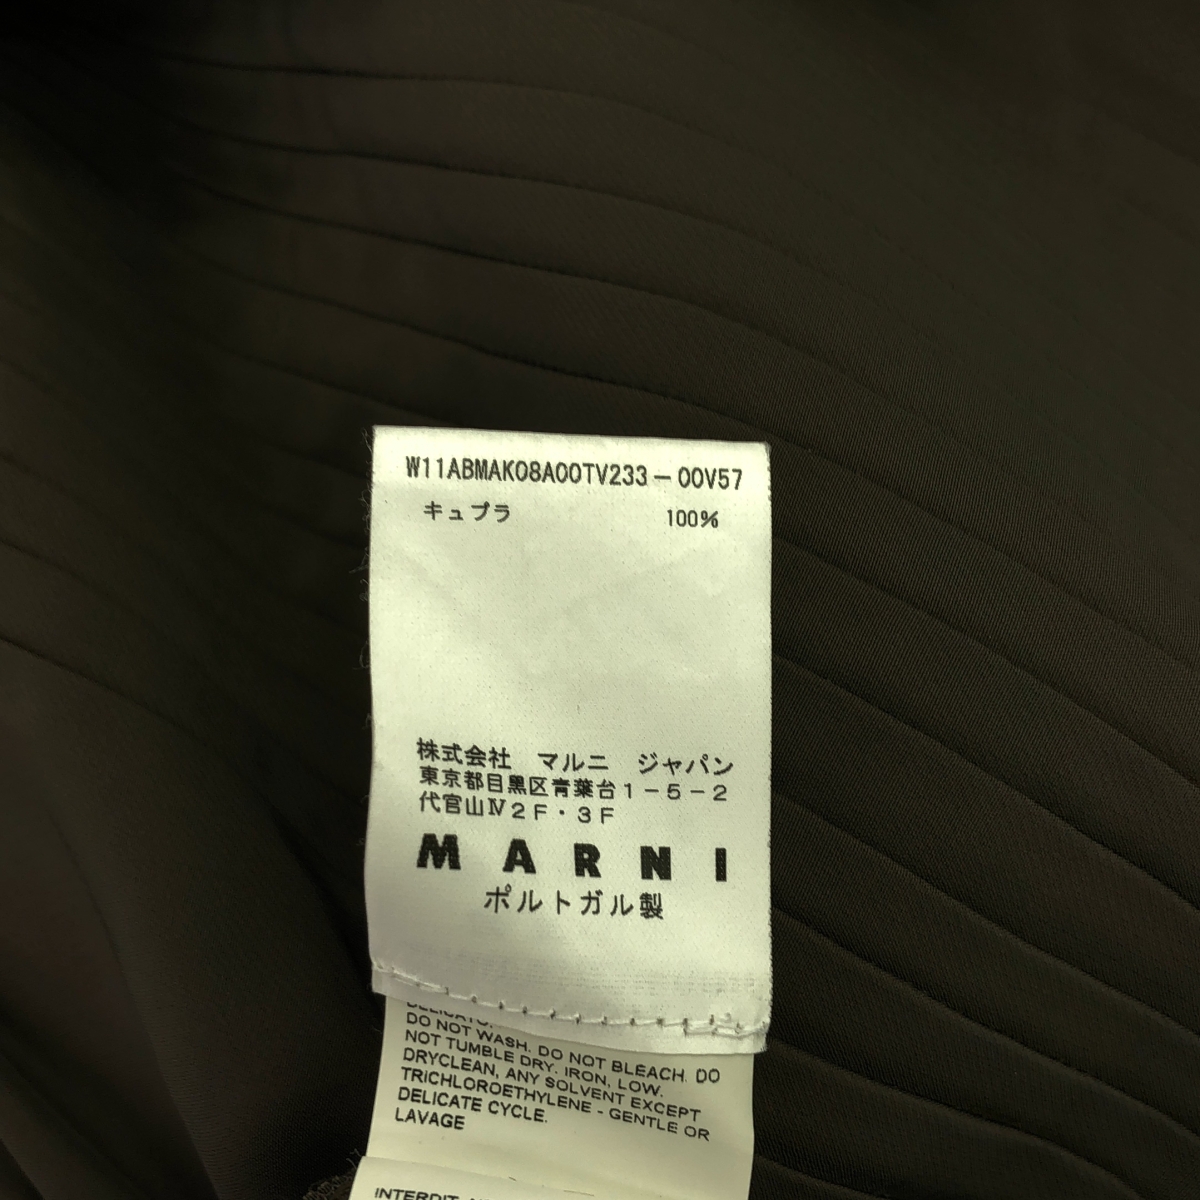 W11ABMAK08A00TV233-00V57
キュプラ 100%
株式会社 マルニ ジャパン
東京都目黒区青葉台1-5-2
代官山Ⅳ2F・3F
MARNI
ポルトガル製
DELICATO.
DO NOT WASH. DO NOT BLEACH. DO
NOT TUMBLE DRY. IRON, LOW.
DRYCLEAN, ANY SOLVENT EXCEPT
TRICHLOROETHYLENE - GENTLE OR
DELICATE CYCLE.
LAVAGE
INTERDIT